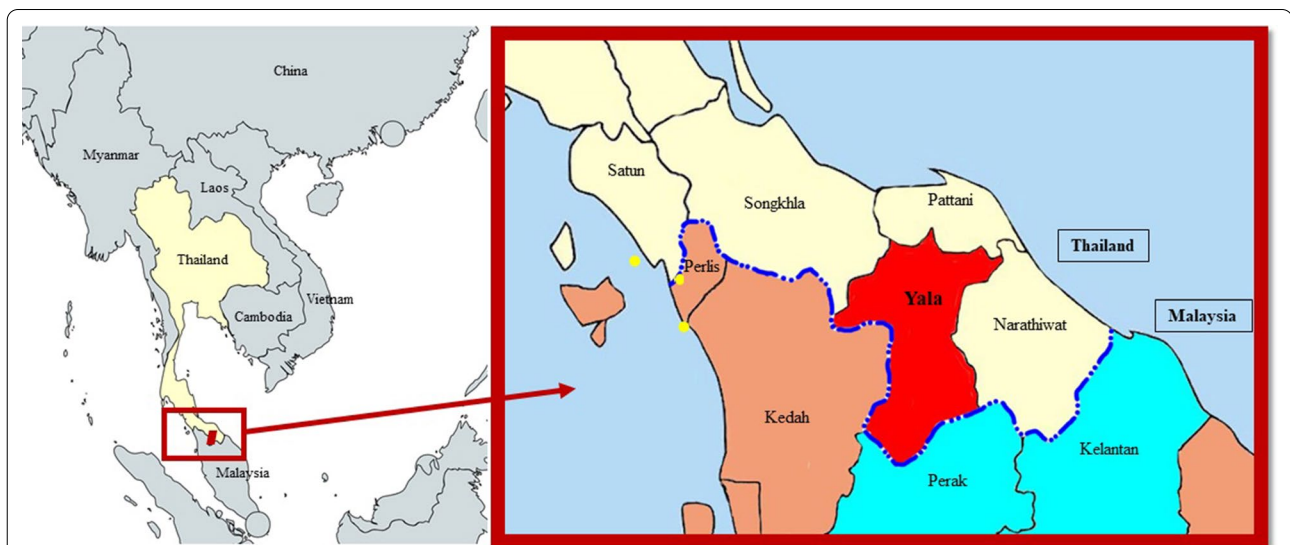 China
Myanmar
Laos
Thailand
Vietnam
Cambodia
Malaysia
Satun
Songkhla
Pattani
Thailand
Perlis
Yala
Malaysia
Narathiwat
Kedah
Kelantan
Perak